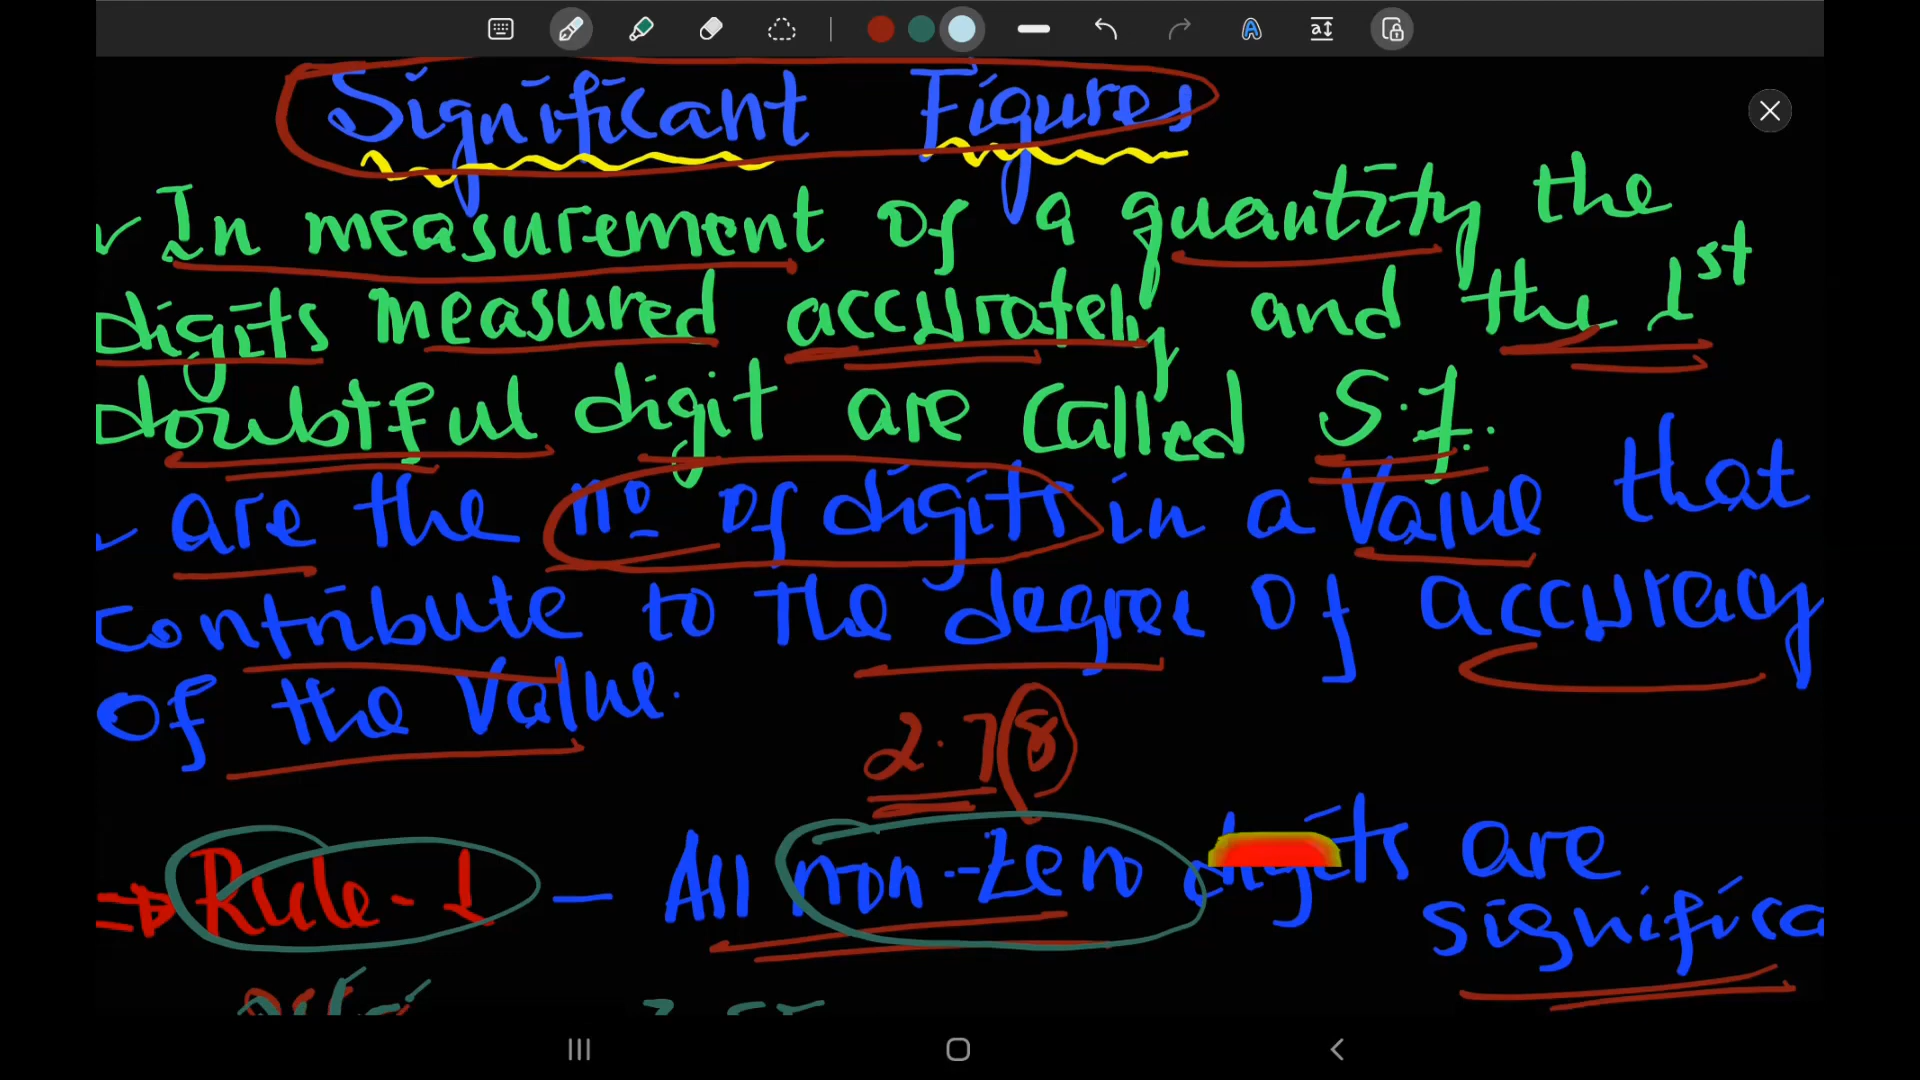 Significant Figures
In measurement of a quantity the
digits measured accurately and the 1st
doubtful digit are called S.f.
are the no of digits in a value that
contribute to the degree of accuracy
of the value.
2.78
Rule-1 — All non-zero digits are
significa